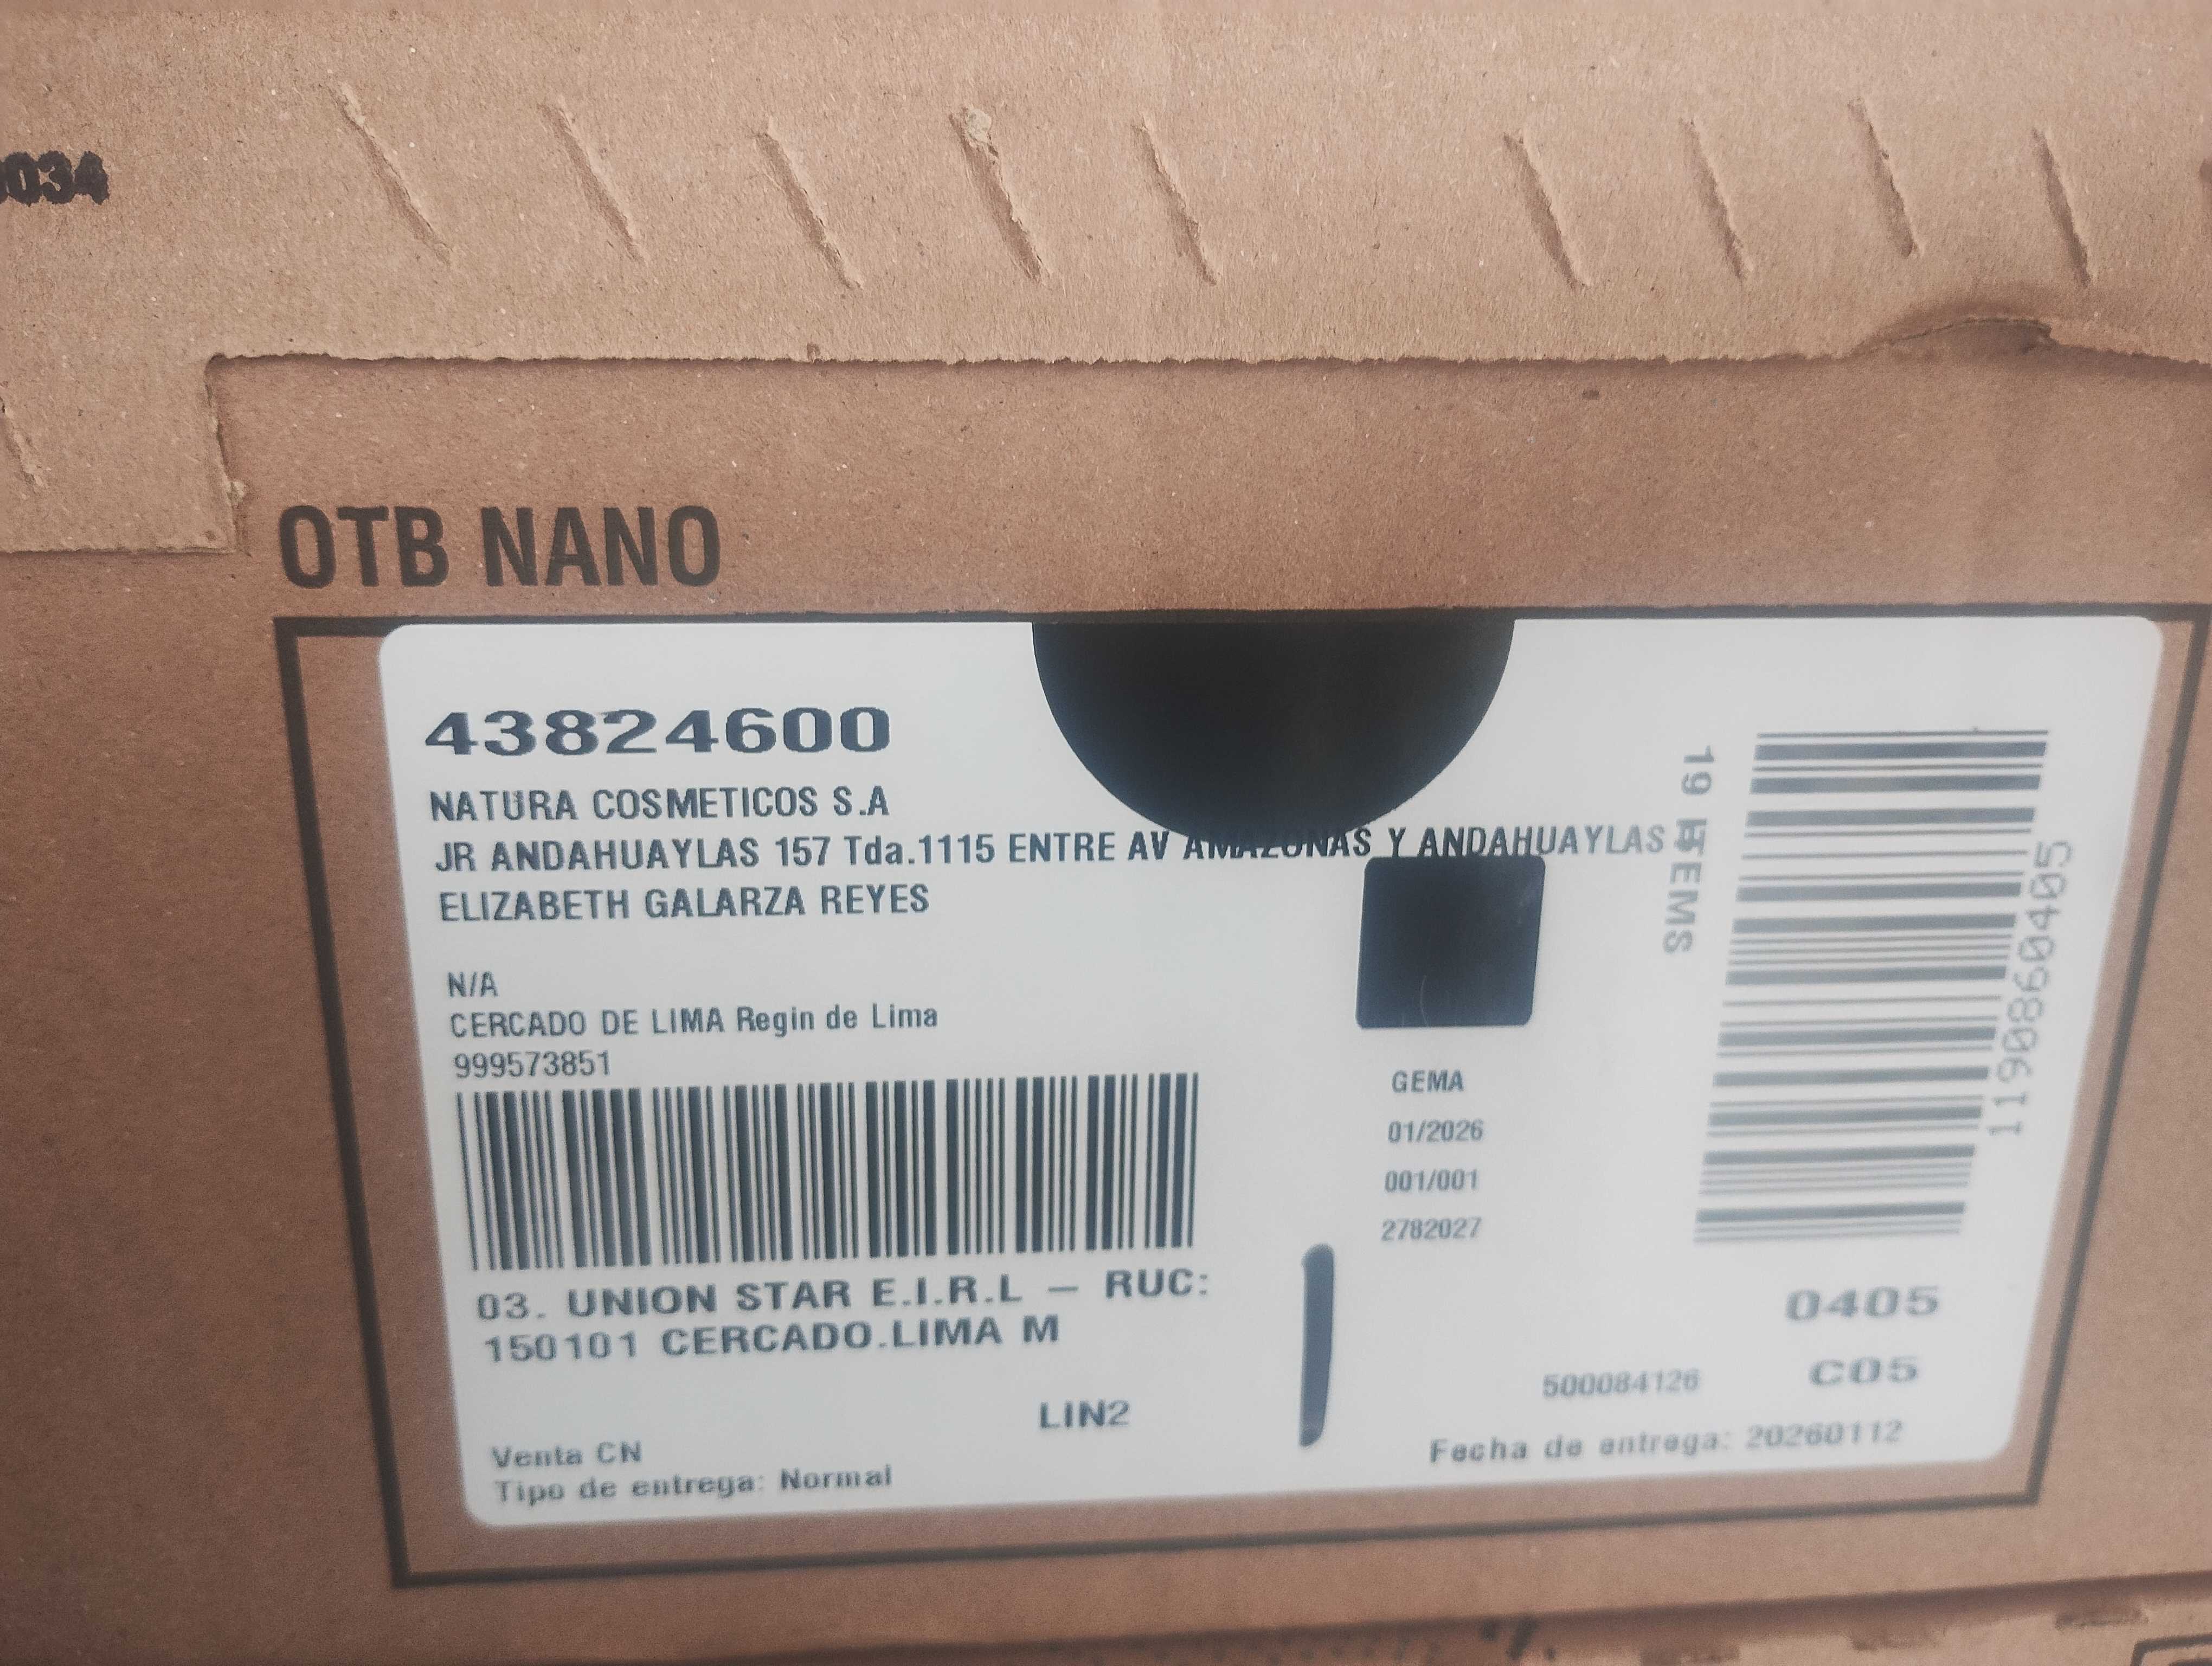 034
OTB NANO
43824600
NATURA COSMETICOS S.A
JR ANDAHUAYLAS 157 Tda.1115 ENTRE AV AMAZONAS Y ANDAHUAYLAS
ELIZABETH GALARZA REYES
N/A
CERCADO DE LIMA Regin de Lima
999573851
03. UNION STAR E.I.R.L – RUC:
150101 CERCADO.LIMA M
LIN2
Venta CN
Tipo de entrega: Normal
GEMA
01/2026
001/001
2782027
19 ITEMS
1190860405
0405
C05
500084126
Fecha de entrega: 20260112